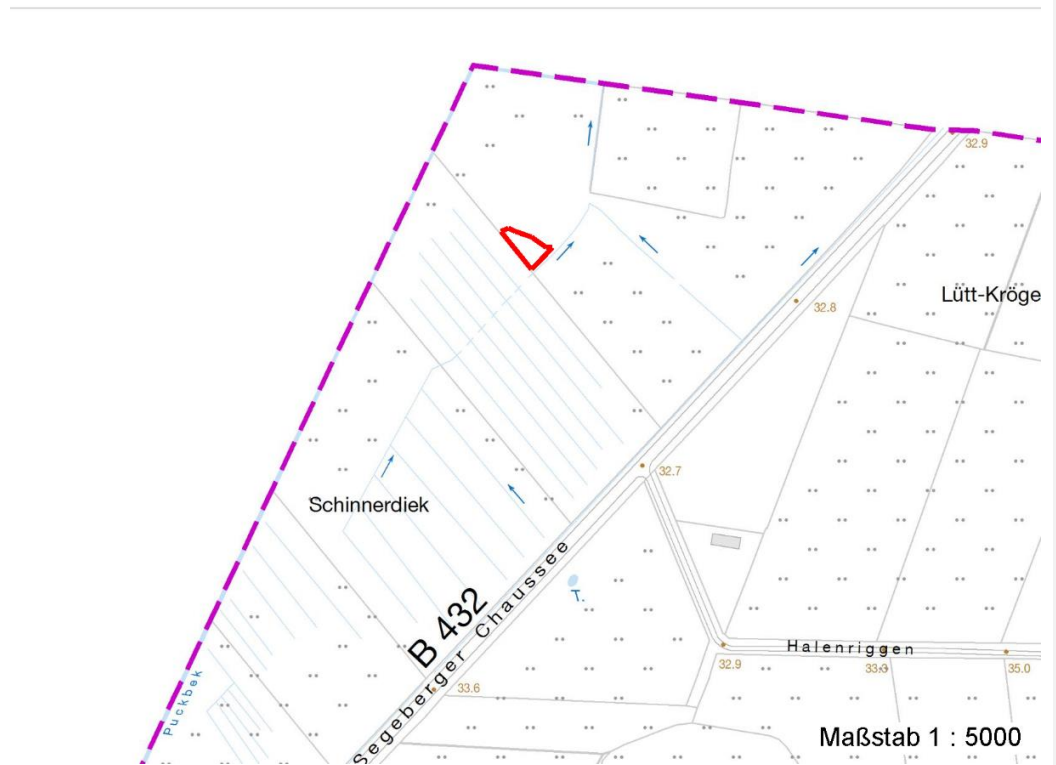 32.9
Lütt-Kröge
32.8
32.7
Schinnerdiek
T.
B 432
Segeberger Chaussee
Halenriggen
32.9
33.3
35.0
33.6
Puckbek
Maßstab 1 : 5000